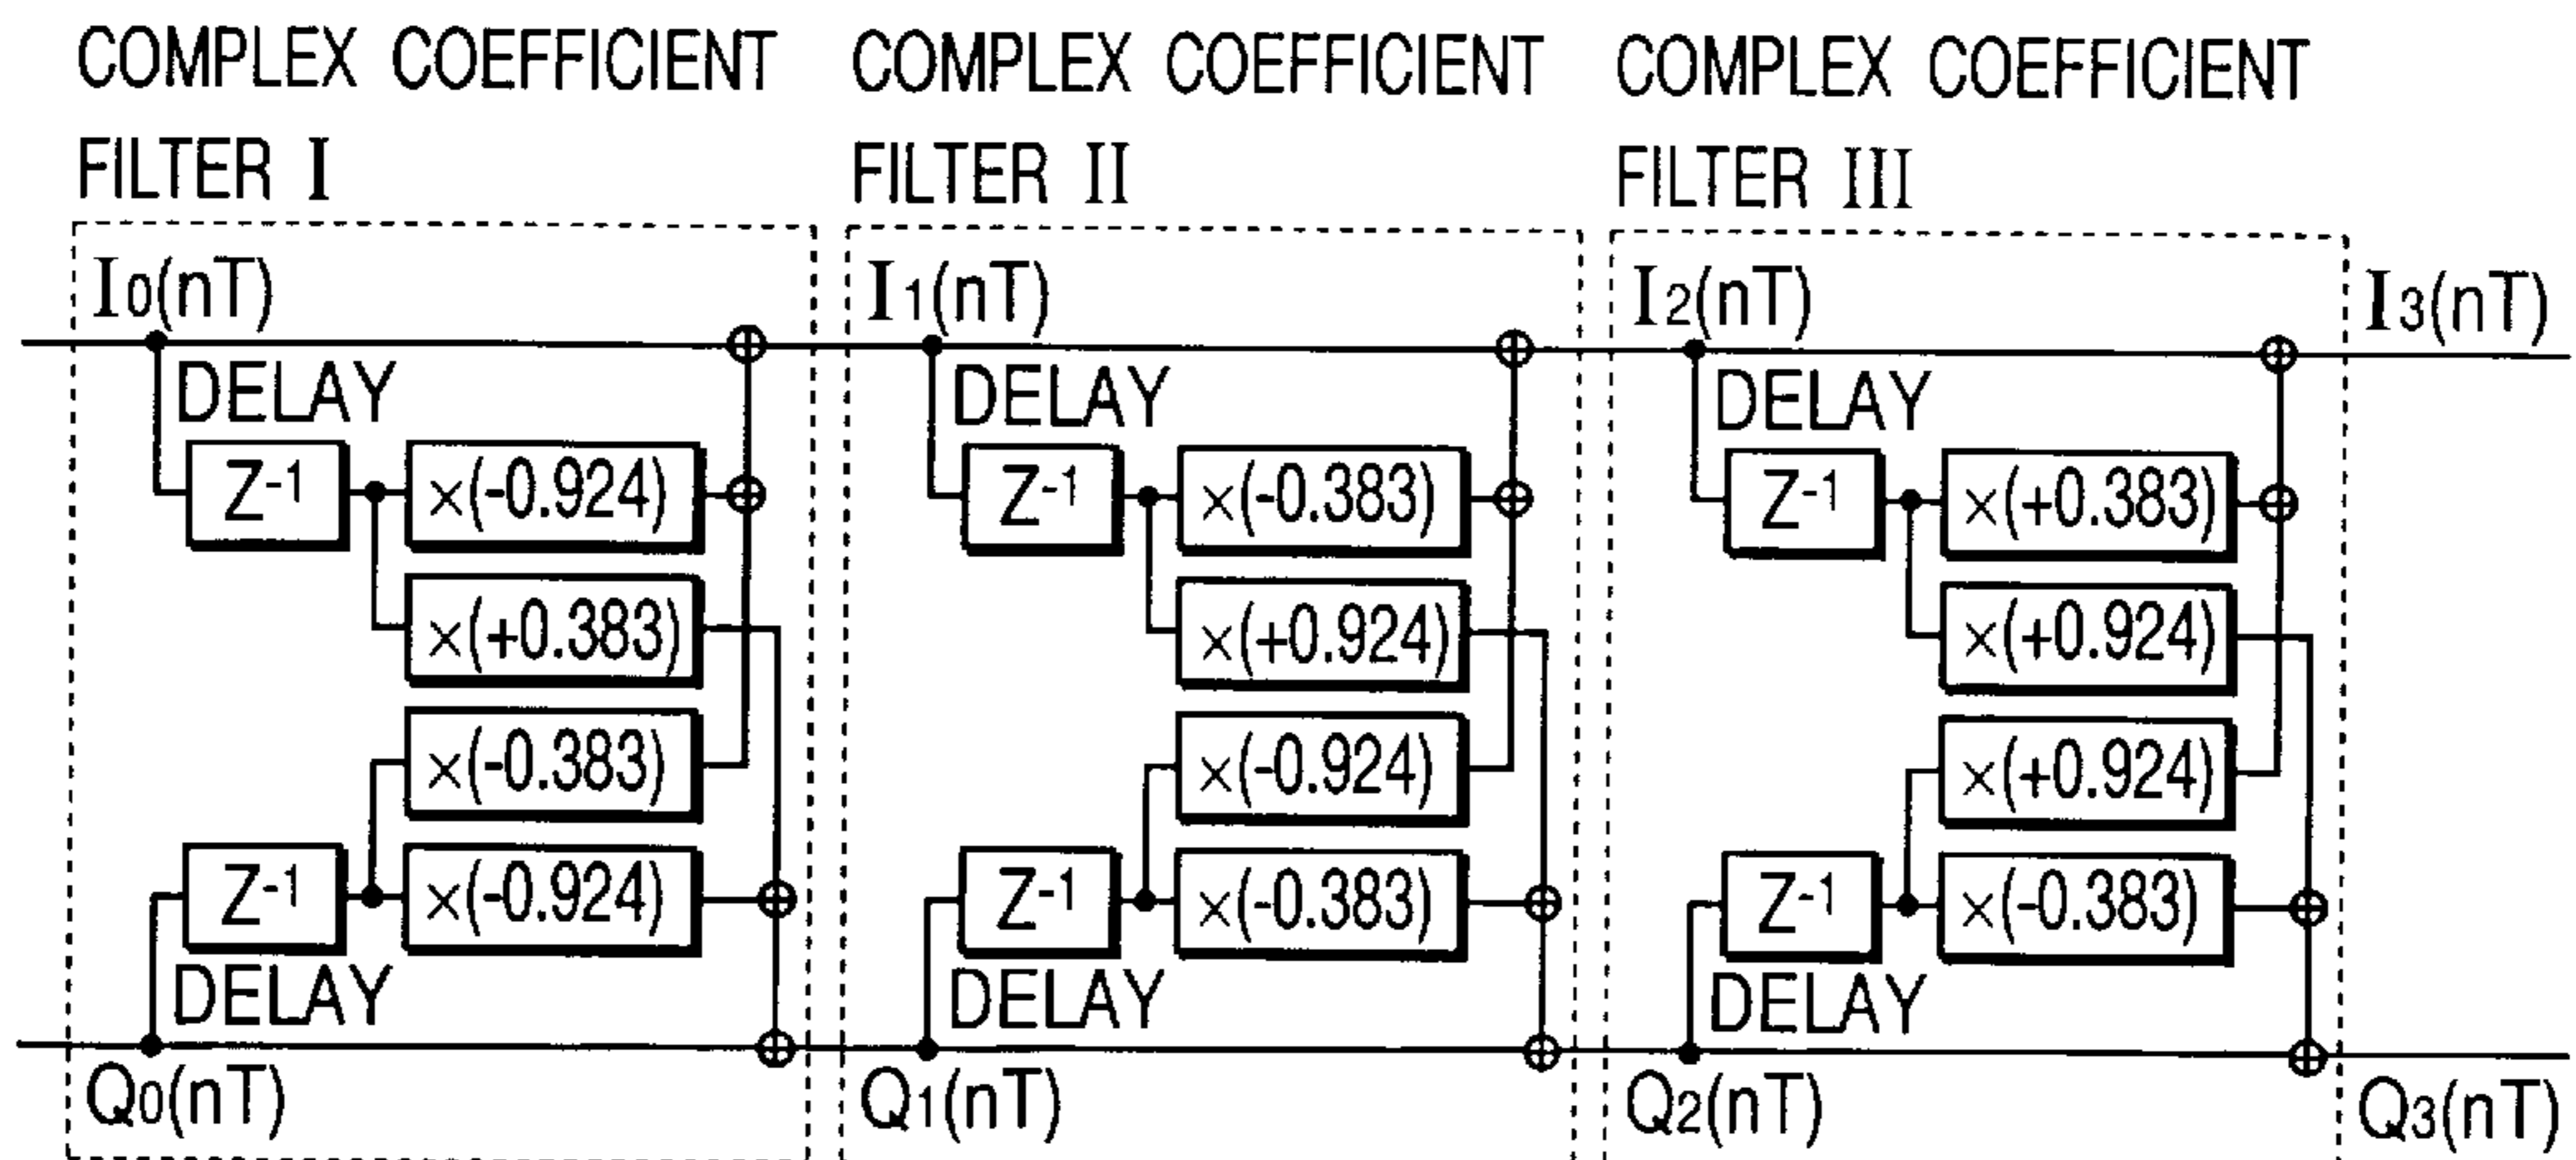 COMPLEX COEFFICIENT
FILTER I
COMPLEX COEFFICIENT
FILTER II
COMPLEX COEFFICIENT
FILTER III
I0(nT)
DELAY
Z-1
×(-0.924)
×(+0.383)
×(-0.383)
Z-1
×(-0.924)
DELAY
Q0(nT)
I1(nT)
DELAY
Z-1
×(-0.383)
×(+0.924)
×(-0.924)
Z-1
×(-0.383)
DELAY
Q1(nT)
I2(nT)
DELAY
Z-1
×(+0.383)
×(+0.924)
×(+0.924)
Z-1
×(-0.383)
DELAY
Q2(nT)
I3(nT)
Q3(nT)